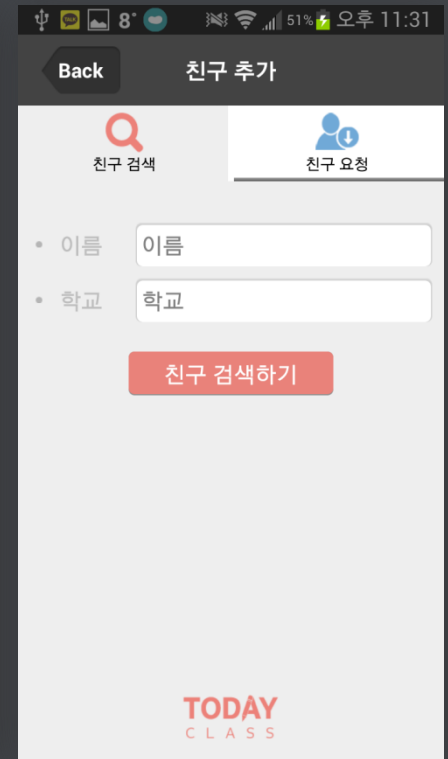 8° 51% 오후 11:31
Back 친구 추가
친구 검색 친구 요청
• 이름 이름
• 학교 학교
친구 검색하기
TODAY
CLASS